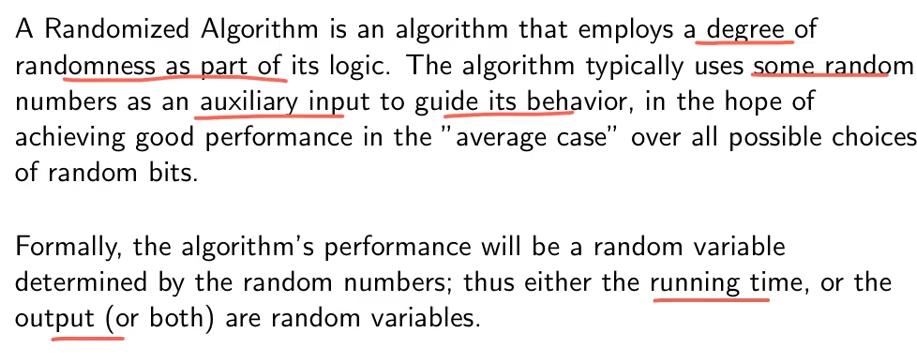 A Randomized Algorithm is an algorithm that employs a degree of
randomness as part of its logic. The algorithm typically uses some random
numbers as an auxiliary input to guide its behavior, in the hope of
achieving good performance in the "average case" over all possible choices
of random bits.
Formally, the algorithm's performance will be a random variable
determined by the random numbers; thus either the running time, or the
output (or both) are random variables.